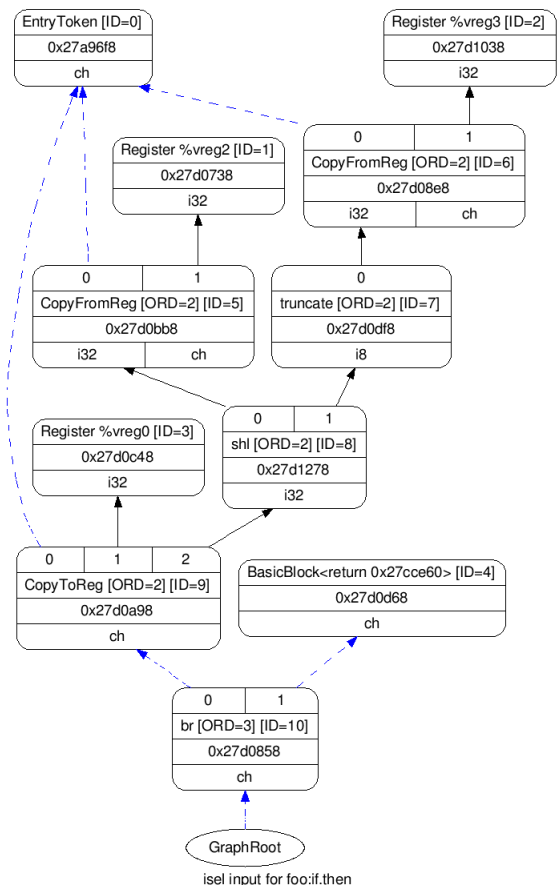 EntryToken [ID=0]
0x27a96f8
ch
Register %vreg3 [ID=2]
0x27d1038
i32
0 1
CopyFromReg [ORD=2] [ID=6]
0x27d08e8
i32 ch
Register %vreg2 [ID=1]
0x27d0738
i32
0 1
CopyFromReg [ORD=2] [ID=5]
0x27d0bb8
i32 ch
0
truncate [ORD=2] [ID=7]
0x27d0df8
i8
0 1
shl [ORD=2] [ID=8]
0x27d1278
i32
Register %vreg0 [ID=3]
0x27d0c48
i32
0 1 2
CopyToReg [ORD=2] [ID=9]
0x27d0a98
ch
BasicBlock<return 0x27cce60> [ID=4]
0x27d0d68
ch
0 1
br [ORD=3] [ID=10]
0x27d0858
ch
GraphRoot
isel input for foo:if.then